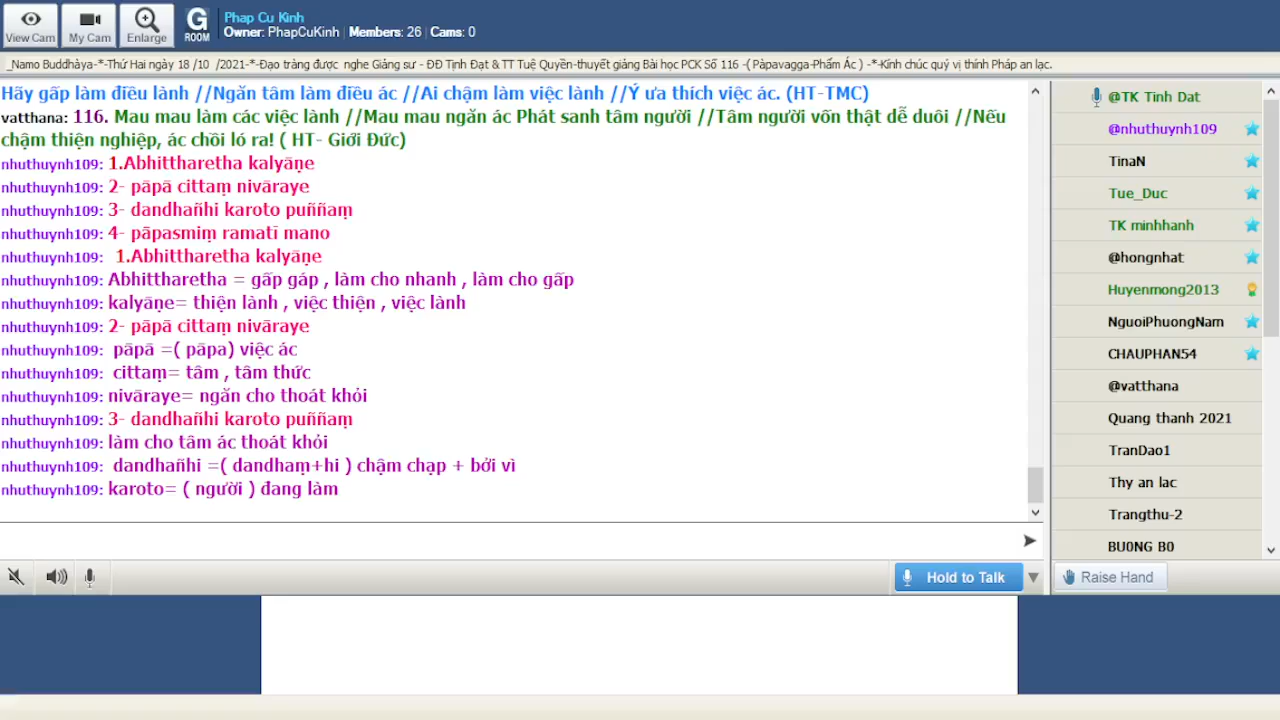 View Cam
My Cam
Enlarge
G
ROOM
Phap Cu Kinh
Owner: PhapCuKinh | Members: 26 | Cams: 0
_Namo Buddhàya-*-Thứ Hai ngày 18 /10 /2021-*-Đạo tràng được nghe Giảng sư - ĐĐ Tịnh Đạt & TT Tuệ Quyền-thuyết giảng Bài học PCK Số 116 -( Pàpavagga-Phẩm Ác ) -*-Kính chúc quý vị thính Pháp an lạc.
Hãy gấp làm điều lành //Ngăn tâm làm điều ác //Ai chậm làm việc lành //Ý ưa thích việc ác. (HT-TMC)
vatthana: 116. Mau mau làm các việc lành //Mau mau ngăn ác Phát sanh tâm người //Tâm người vốn thật dễ duôi //Nếu
chậm thiện nghiệp, ác chồi ló ra! ( HT- Giới Đức)
nhuthuynh109: 1.Abhittharetha kalyāṇe
nhuthuynh109: 2- pāpā cittaṃ nivāraye
nhuthuynh109: 3- dandhañhi karoto puññaṃ
nhuthuynh109: 4- pāpasmiṃ ramatī mano
nhuthuynh109: 1.Abhittharetha kalyāṇe
nhuthuynh109: Abhittharetha = gấp gáp , làm cho nhanh , làm cho gấp
nhuthuynh109: kalyāṇe= thiện lành , việc thiện , việc lành
nhuthuynh109: 2- pāpā cittaṃ nivāraye
nhuthuynh109: pāpā =( pāpa) việc ác
nhuthuynh109: cittaṃ= tâm , tâm thức
nhuthuynh109: nivāraye= ngăn cho thoát khỏi
nhuthuynh109: 3- dandhañhi karoto puññaṃ
nhuthuynh109: làm cho tâm ác thoát khỏi
nhuthuynh109: dandhañhi =( dandhaṃ+hi ) chậm chạp + bởi vì
nhuthuynh109: karoto= ( người ) đang làm
@TK Tinh Dat
@nhuthuynh109
TinaN
Tue_Duc
TK minhhanh
@hongnhat
Huyenmong2013
NguoiPhuongNam
CHAUPHAN54
@vatthana
Quang thanh 2021
TranDao1
Thy an lac
Trangthu-2
BU0NG B0
Hold to Talk
Raise Hand